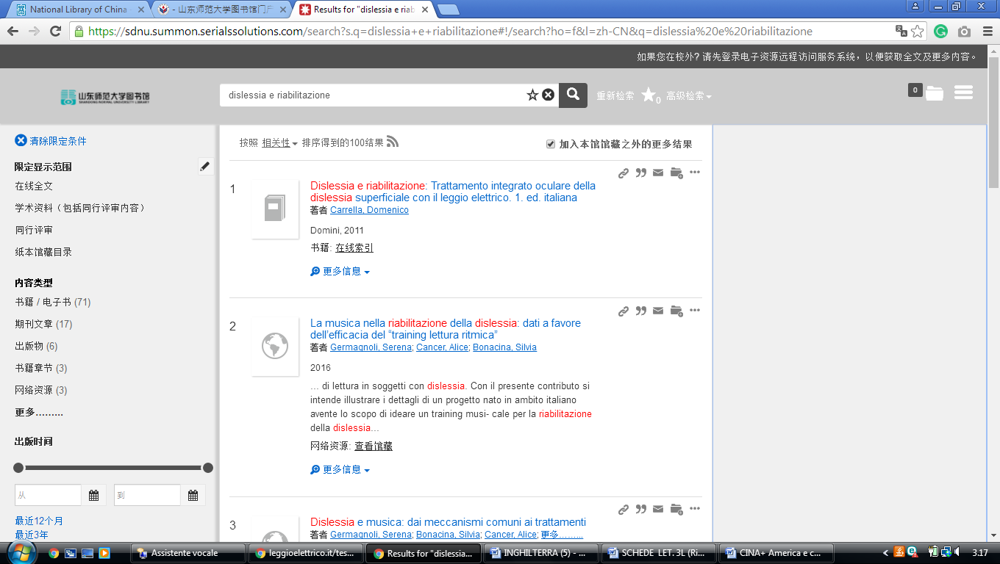 National Library of China
- 山东师范大学图书馆门户
Results for "dislessia e riab
https://sdnu.summon.serialssolutions.com/search?s.q=dislessia+e+riabilitazione#!/search?ho=f&l=zh-CN&q=dislessia%20e%20riabilitazione
如果您在校外? 请先登录电子资源远程访问服务系统，以便获取全文及更多内容。
山东师范大学图书馆
SHANDONG NORMAL UNIVERSITY LIBRARY
dislessia e riabilitazione
重新检索
0
高级检索
0
清除限定条件
限定显示范围
在线全文
学术资料（包括同行评审内容）
同行评审
纸本馆藏目录
内容类型
书籍 / 电子书 (71)
期刊文章 (17)
出版物 (6)
书籍章节 (3)
网络资源 (3)
更多.........
出版时间
从
到
最近12个月
最近3年
按照 相关性 排序得到的100结果
加入本馆馆藏之外的更多结果
1
Dislessia e riabilitazione: Trattamento integrato oculare della
dislessia superficiale con il leggio elettrico. 1. ed. italiana
著者 Carrella, Domenico
Domini, 2011
书籍: 在线索引
更多信息
2
La musica nella riabilitazione della dislessia: dati a favore
dell’efficacia del “training lettura ritmica”
著者 Germagnoli, Serena; Cancer, Alice; Bonacina, Silvia
2016
… di lettura in soggetti con dislessia. Con il presente contributo si
intende illustrare i dettagli di un progetto nato in ambito italiano
avente lo scopo di ideare un training musi- cale per la riabilitazione
della dislessia…
网络资源: 查看馆藏
更多信息
3
Dislessia e musica: dai meccanismi comuni ai trattamenti
著者 Germagnoli, Serena; Bonacina, Silvia; Cancer, Alice; 更多.........
Assistente vocale
leggioelettrico.it/tes...
Results for "dislessia...
INGHILTERRA (5) - ...
SCHEDE LET. 3L (Ri...
CINA+ America e c...
3.17